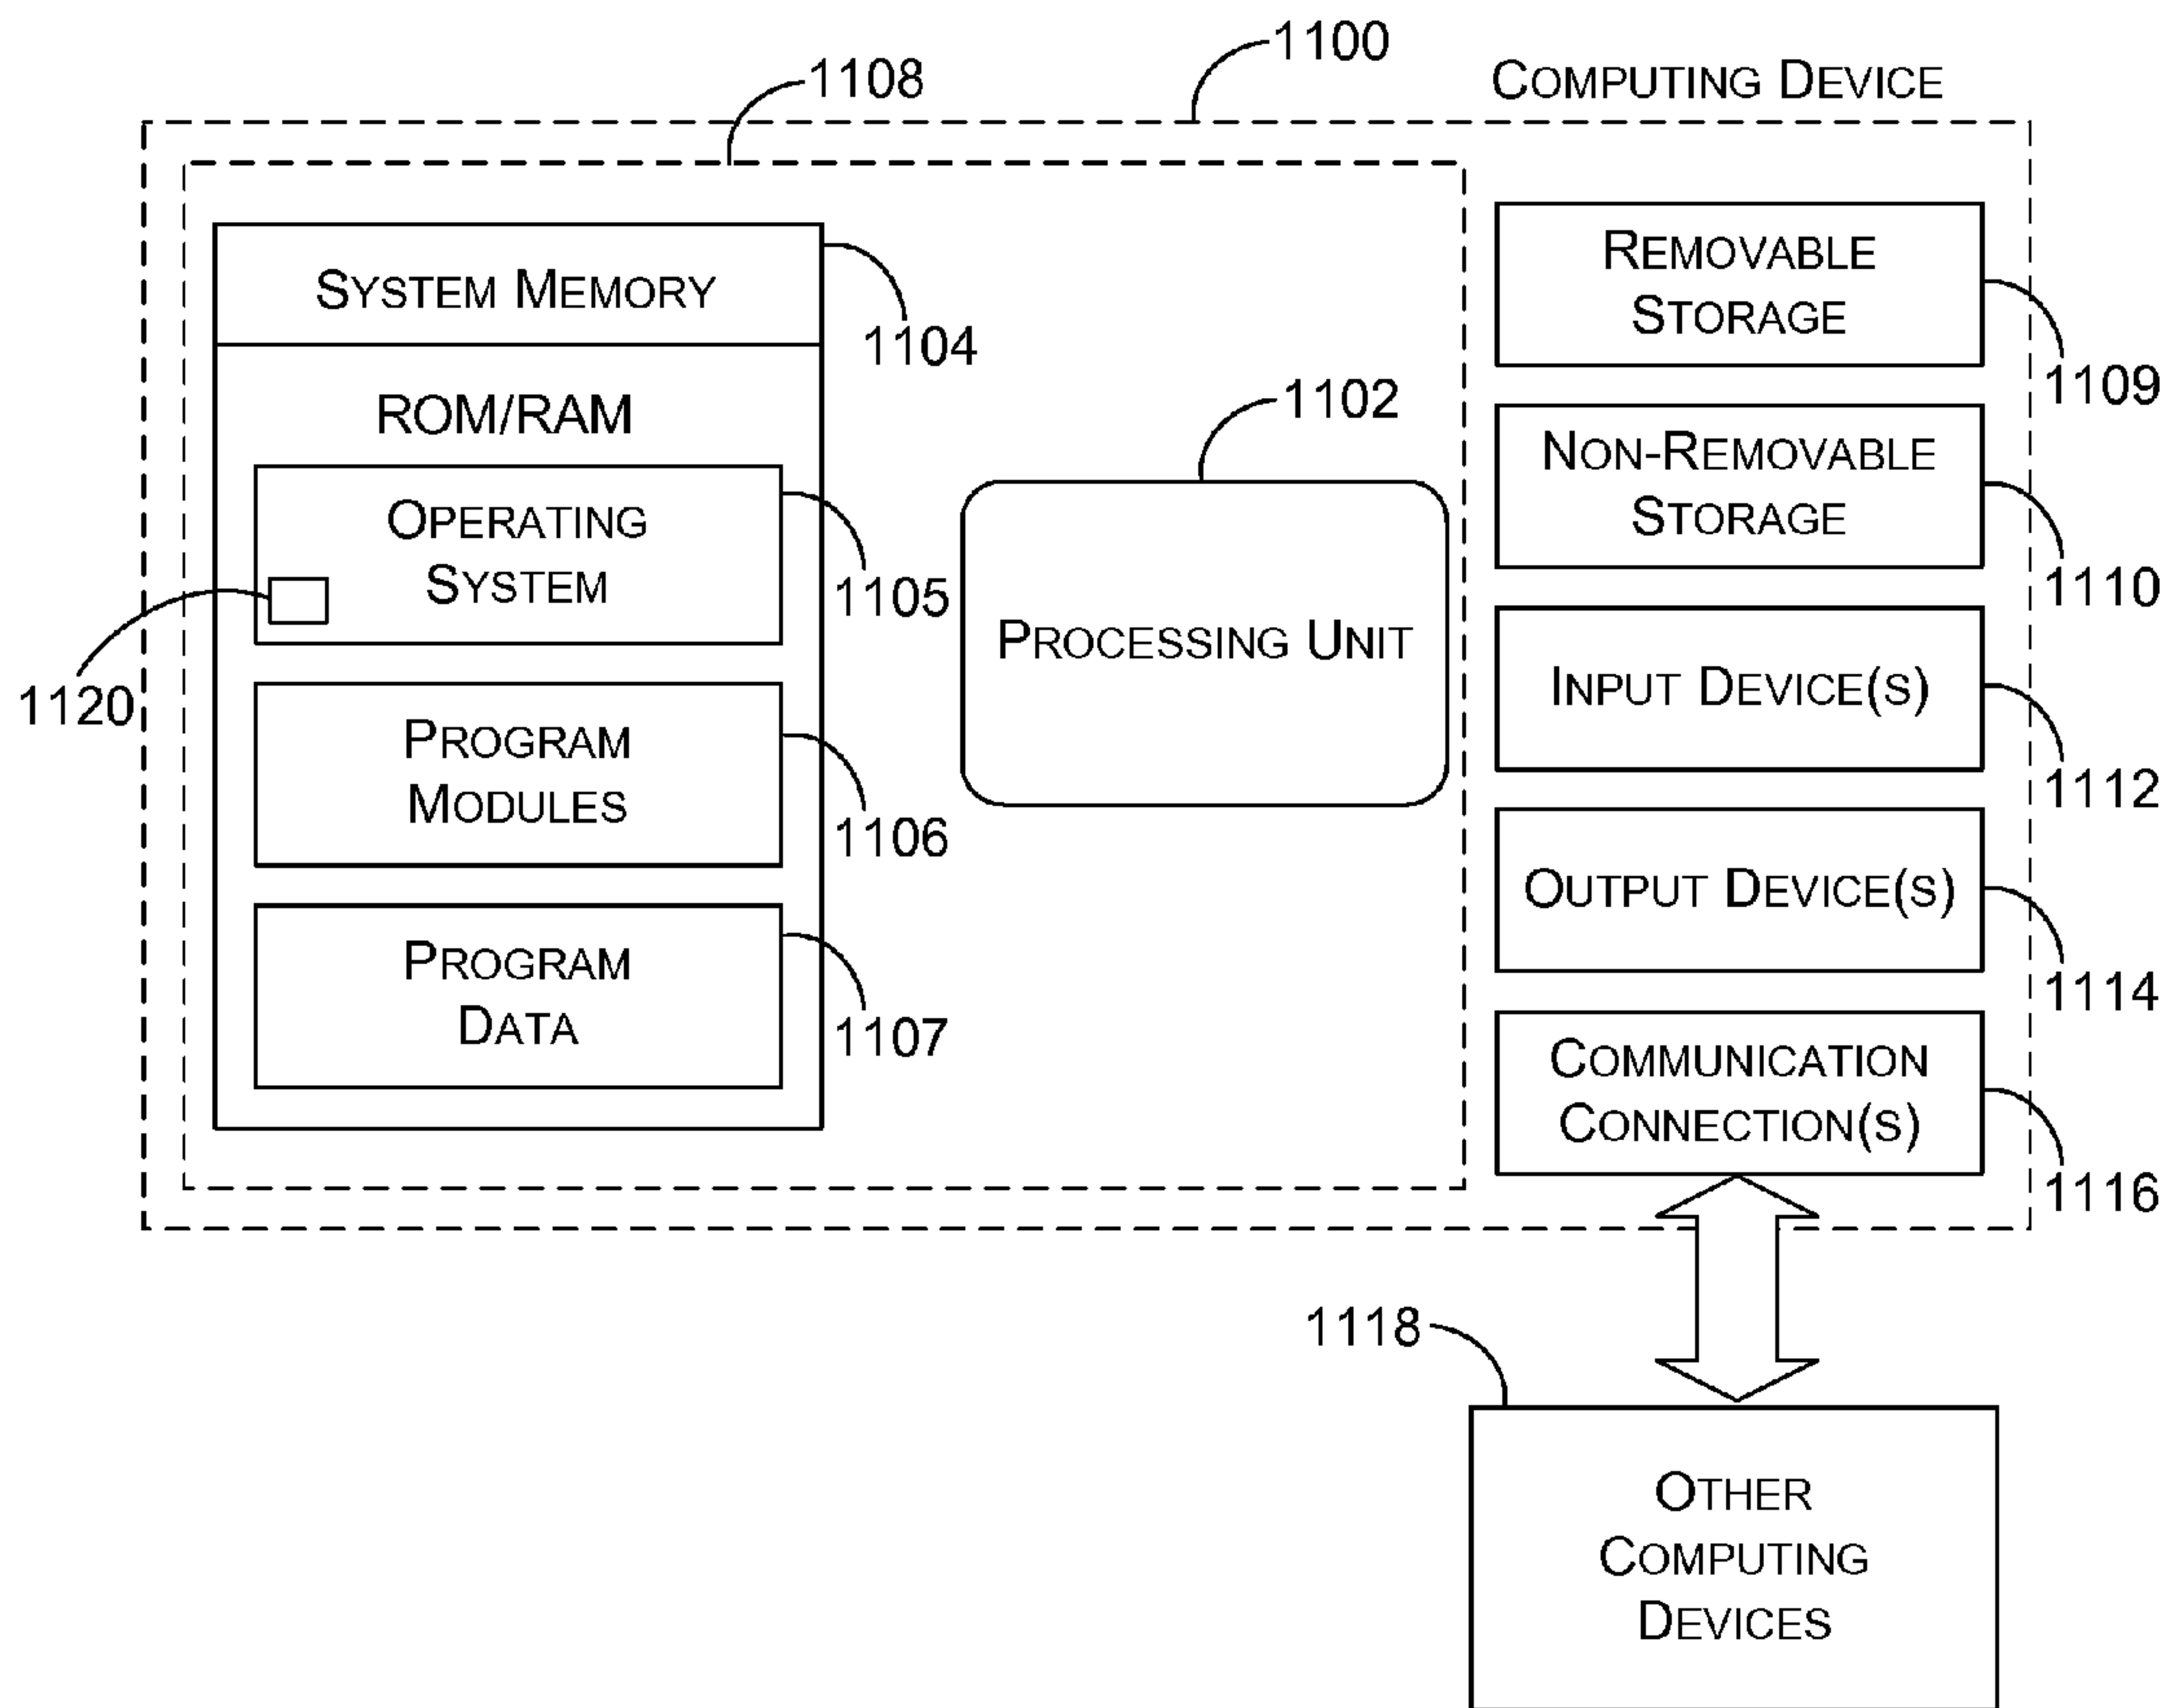 1100
1108
COMPUTING DEVICE
SYSTEM MEMORY
1104
ROM/RAM
OPERATING
SYSTEM
1105
1120
PROGRAM
MODULES
1106
PROGRAM
DATA
1107
1102
PROCESSING UNIT
REMOVABLE
STORAGE
1109
NON-REMOVABLE
STORAGE
1110
INPUT DEVICE(S)
1112
OUTPUT DEVICE(S)
1114
COMMUNICATION
CONNECTION(S)
1116
1118
OTHER
COMPUTING
DEVICES